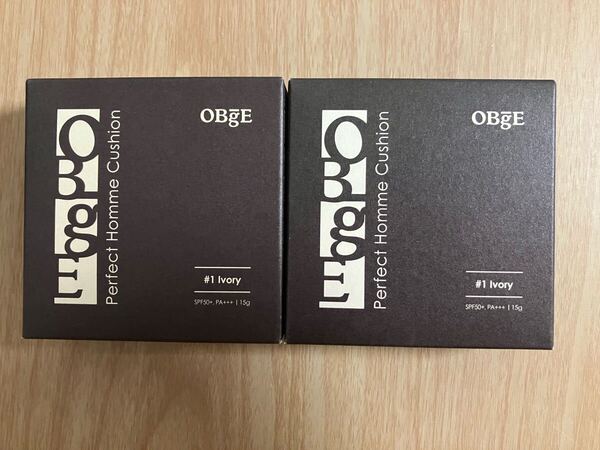 OBgE
Perfect Homme Cushion
OBgE
#1 Ivory
SPF50+, PA+++ | 15g
OBgE
Perfect Homme Cushion
OBgE
#1 Ivory
SPF50+, PA+++ | 15g